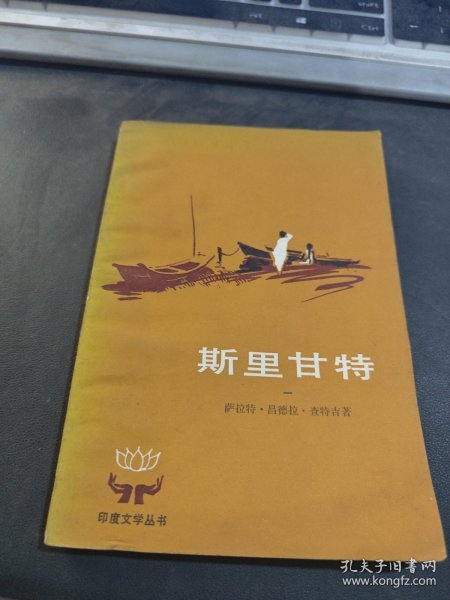 斯里甘特
一
萨拉特·昌德拉·查特吉著
印度文学丛书
孔夫子旧书网
www.kongfz.com